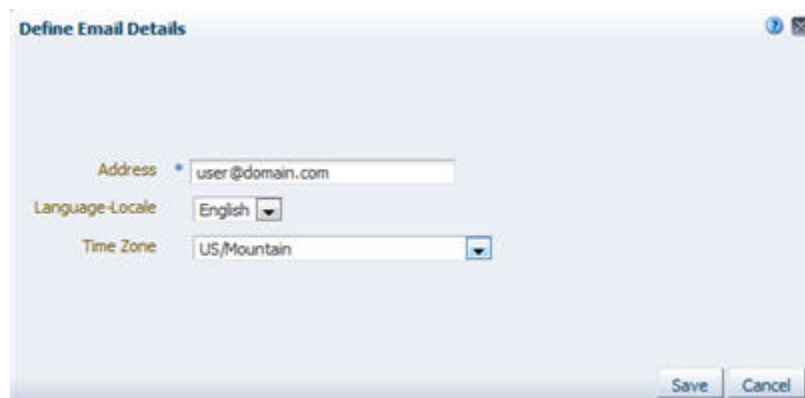 Define Email Details
Address * user@domain.com
Language-Locale English
Time Zone US/Mountain
Save Cancel